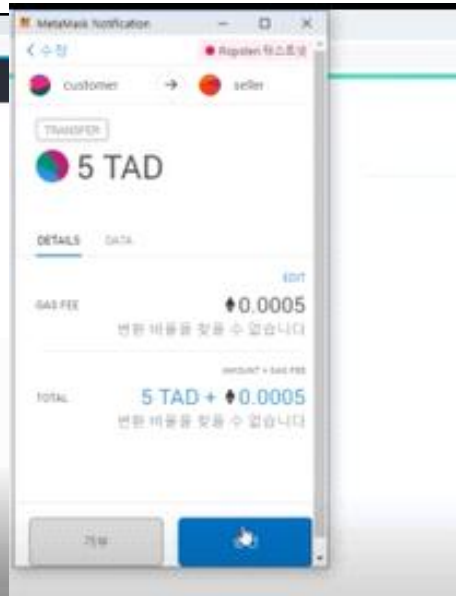 MetaMask Notification
< 수정
Ropsten 테스트넷
customer → seller
TRANSFER
5 TAD
DETAILS DATA
EDIT
GAS FEE
0.0005
변환 비율을 찾을 수 없습니다
AMOUNT + GAS FEE
TOTAL
5 TAD + 0.0005
변환 비율을 찾을 수 없습니다
거부